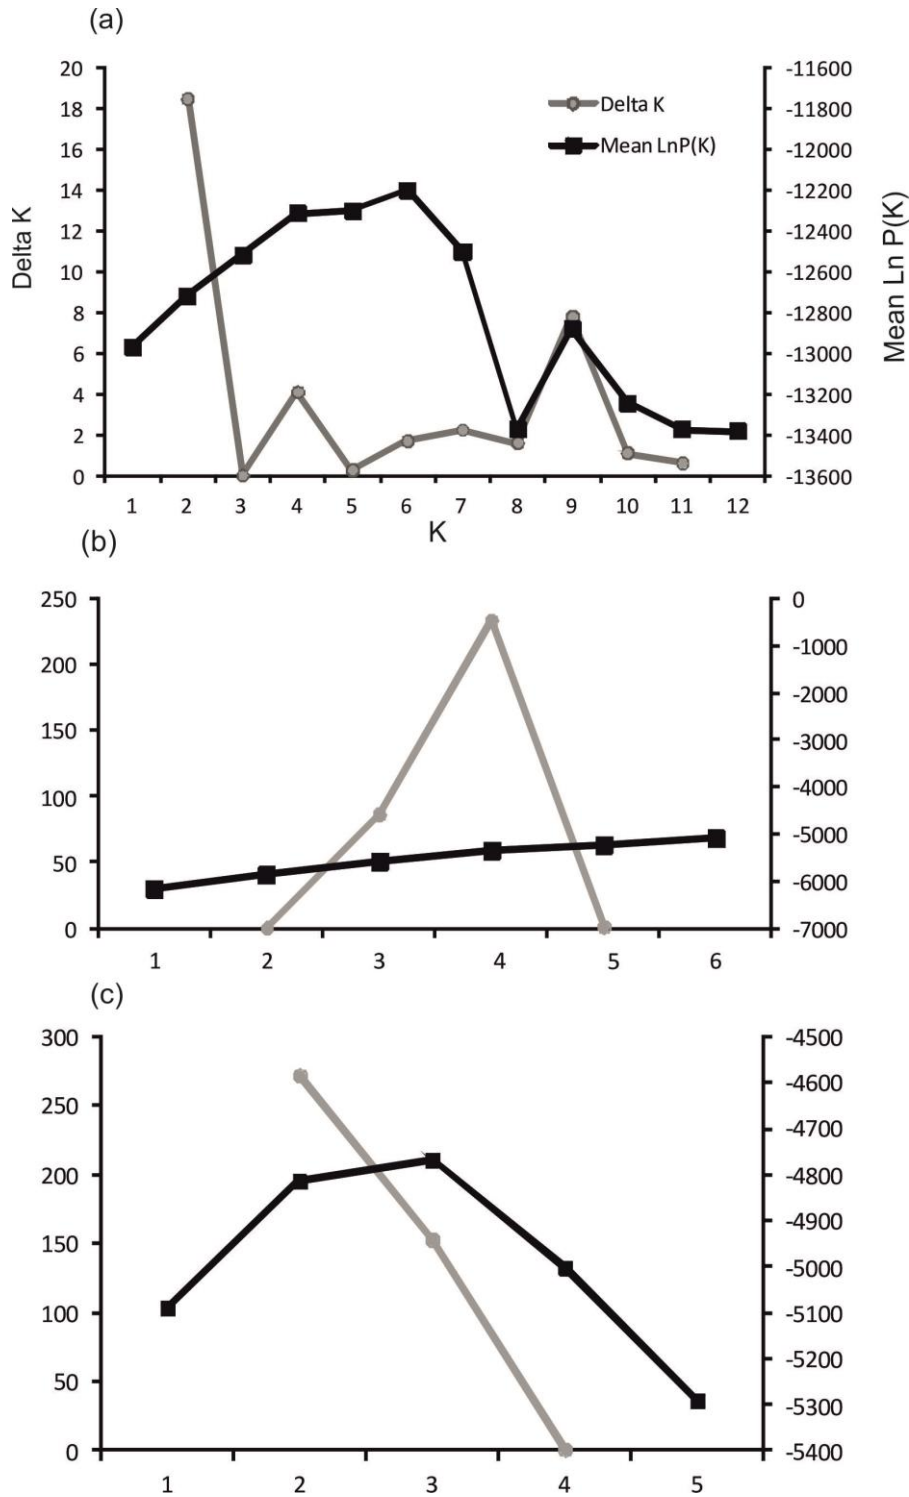 (a)
20 -11600
18 -11800
16 -12000
14 -12200
12 -12400
10 -12600
8 -12800
6 -13000
4 -13200
2 -13400
0 -13600
Delta K
Mean LnP(K)
Delta K
Mean Ln P(K)
1 2 3 4 5 6 7 8 9 10 11 12
K
(b)
250 0
200 -1000
150 -2000
100 -3000
50 -4000
0 -5000
-6000
-7000
1 2 3 4 5 6
(c)
300 -4500
250 -4600
200 -4700
150 -4800
100 -4900
50 -5000
0 -5100
-5200
-5300
-5400
1 2 3 4 5